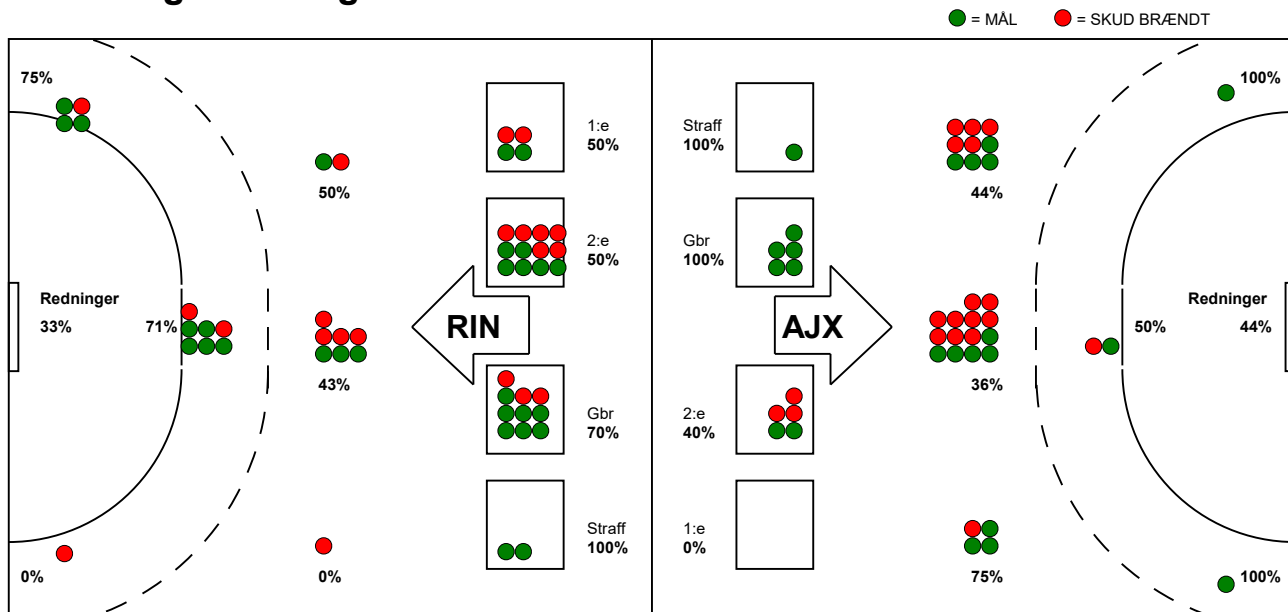 = MÅL
= SKUD BRÆNDT
75%
1:e
50%
Straff
100%
100%
50%
44%
2:e
50%
Gbr
100%
Redninger
33%
71%
RIN
AJX
50%
Redninger
44%
43%
36%
Gbr
70%
2:e
40%
Straff
100%
1:e
0%
0%
0%
75%
100%